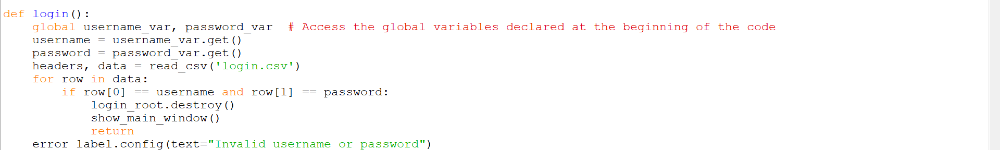 def login():
    global username_var, password_var  # Access the global variables declared at the beginning of the code
    username = username_var.get()
    password = password_var.get()
    headers, data = read_csv('login.csv')
    for row in data:
        if row[0] == username and row[1] == password:
            login_root.destroy()
            show_main_window()
            return
    error label.config(text="Invalid username or password")